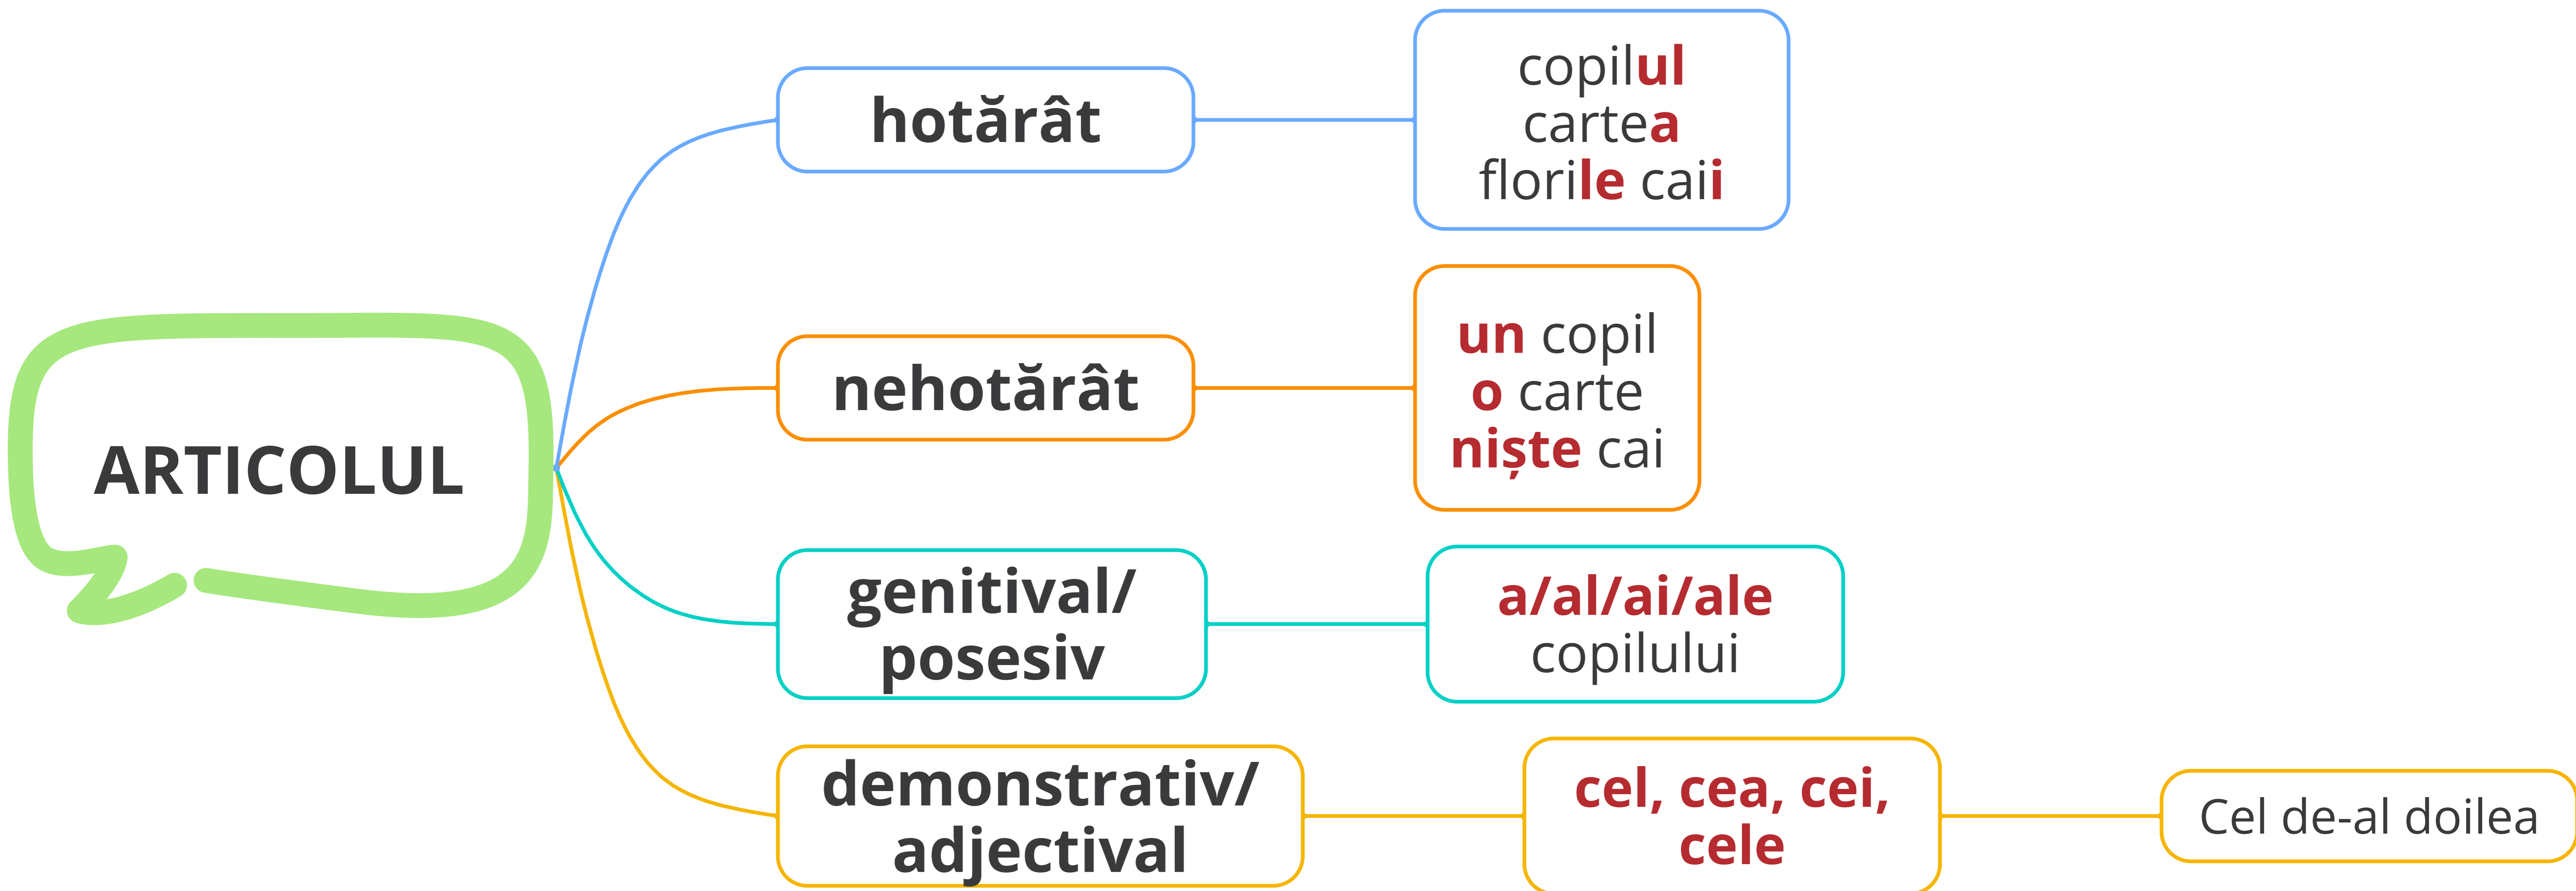 ARTICOLUL
hotărât
copilul
cartea
florile caii
nehotărât
un copil
o carte
niște cai
genitival/
posesiv
a/al/ai/ale
copilului
demonstrativ/
adjectival
cel, cea, cei,
cele
Cel de-al doilea